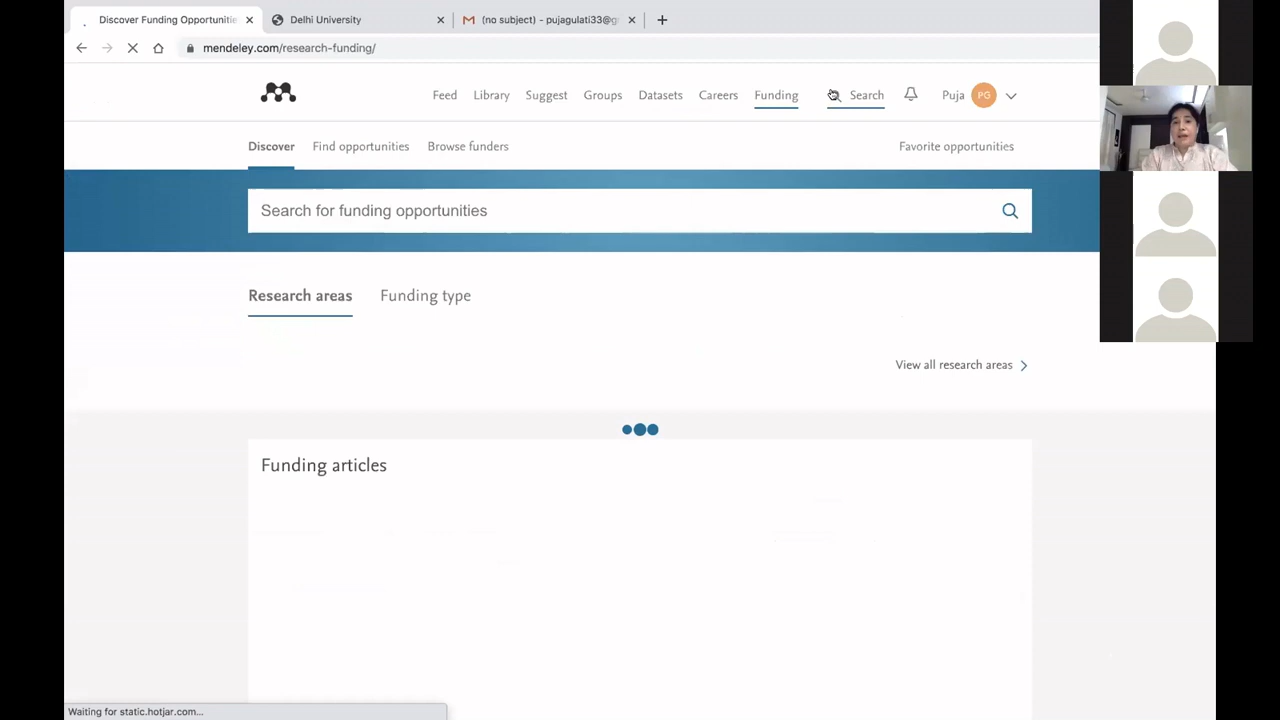 Discover Funding Opportunitie
Delhi University
(no subject) - pujagulati33@g
mendeley.com/research-funding/
Feed Library Suggest Groups Datasets Careers Funding Search Puja PG
Discover Find opportunities Browse funders Favorite opportunities
Search for funding opportunities
Research areas Funding type
View all research areas
Funding articles
Waiting for static.hotjar.com...